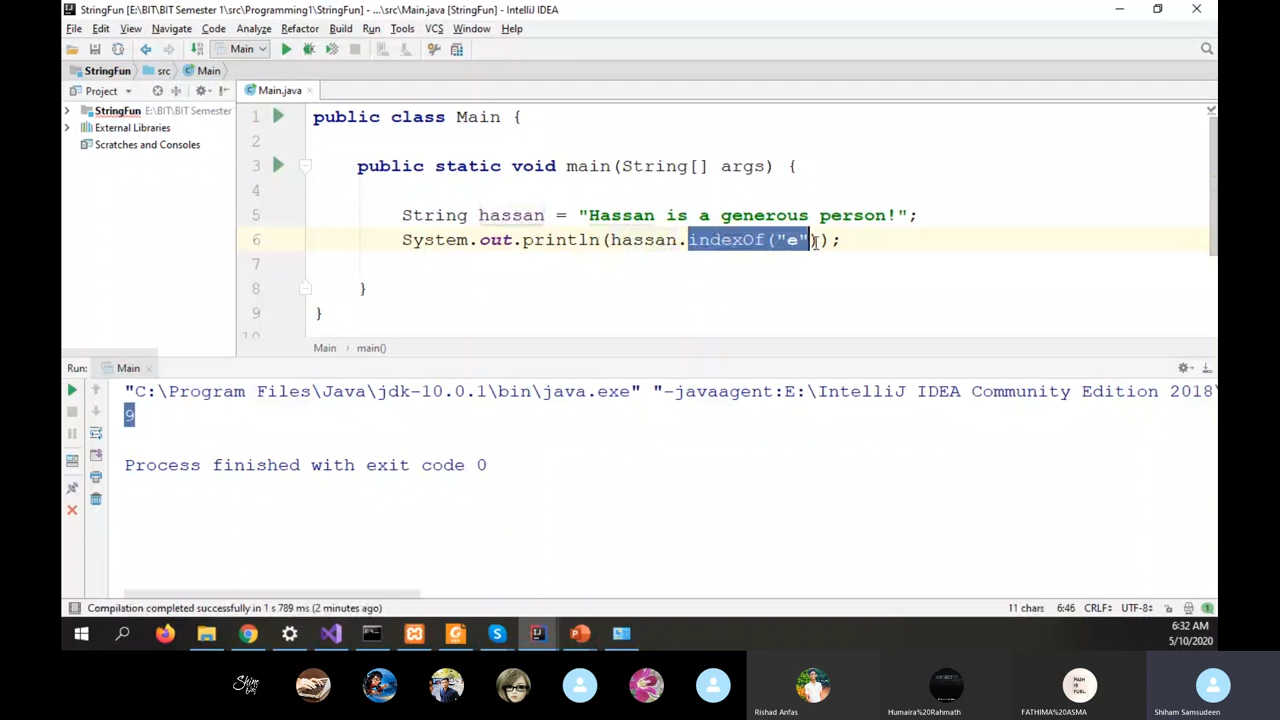 StringFun [E:\BIT\BIT Semester 1\src\Programming1\StringFun] - ...\src\Main.java [StringFun] - IntelliJ IDEA
File Edit View Navigate Code Analyze Refactor Build Run Tools VCS Window Help
Main
StringFun src Main
Project
Main.java
StringFun E:\BIT\BIT Semester
External Libraries
Scratches and Consoles
1 public class Main {
2
3 public static void main(String[] args) {
4
5 String hassan = "Hassan is a generous person!";
6 System.out.println(hassan.indexOf("e"));
7
8 }
9 }
10
Main main()
Run: Main
"C:\Program Files\Java\jdk-10.0.1\bin\java.exe" "-javaagent:E:\IntelliJ IDEA Community Edition 2018\
9
Process finished with exit code 0
Compilation completed successfully in 1 s 789 ms (2 minutes ago)
11 chars 6:46 CRLF UTF-8 1
6:32 AM
5/10/2020
Rishad Anfas
Humaira%20Rahmath
FATHIMA%20ASMA
Shiham Samsudeen